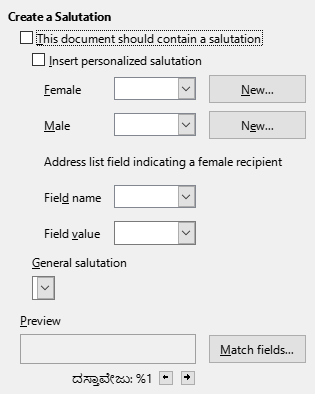 Create a Salutation
This document should contain a salutation
Insert personalized salutation
Female New...
Male New...
Address list field indicating a female recipient
Field name
Field value
General salutation
Preview
Match fields...
ದಸ್ತಾವೇಜು: %1